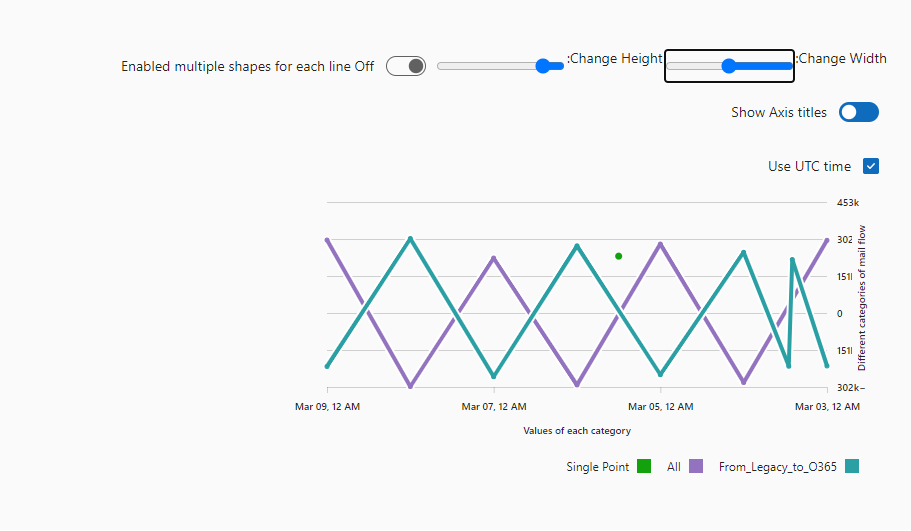 Enabled multiple shapes for each line Off
:Change Height
:Change Width
Show Axis titles
Use UTC time
453k
302
151
0
151
302k−
Different categories of mail flow
Mar 09, 12 AM
Mar 07, 12 AM
Mar 05, 12 AM
Mar 03, 12 AM
Values of each category
Single Point
All
From_Legacy_to_O365